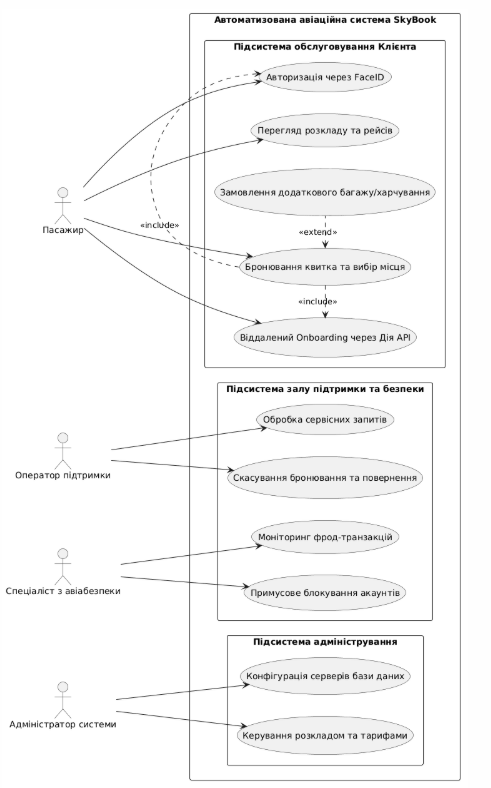 Автоматизована авіаційна система SkyBook
Підсистема обслуговування Клієнта
Авторизація через FaceID
Перегляд розкладу та рейсів
Замовлення додаткового багажу/харчування
Пасажир
«include»
«extend»
Бронювання квитка та вибір місця
«include»
Віддалений Onboarding через Дія API
Підсистема залу підтримки та безпеки
Обробка сервісних запитів
Оператор підтримки
Скасування бронювання та повернення
Моніторинг фрод-транзакцій
Спеціаліст з авіабезпеки
Примусове блокування акаунтів
Підсистема адміністрування
Конфігурація серверів бази даних
Адміністратор системи
Керування розкладом та тарифами